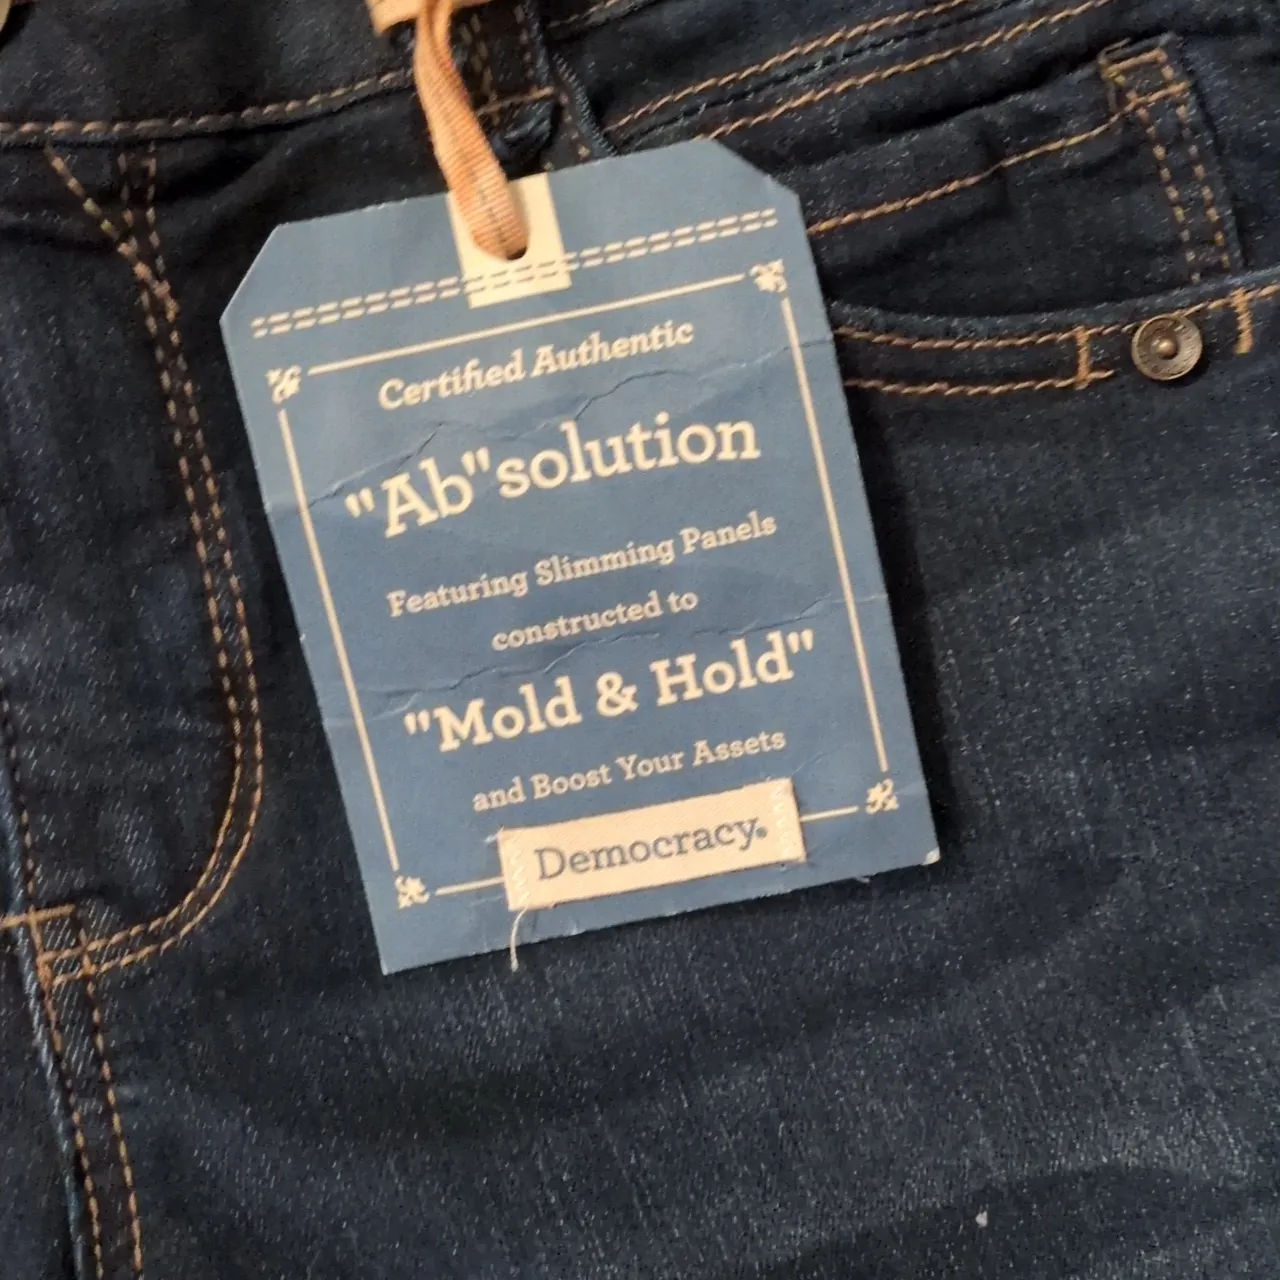 Certified Authentic
"Ab"solution
Featuring Slimming Panels
constructed to
"Mold & Hold"
and Boost Your Assets
Democracy.